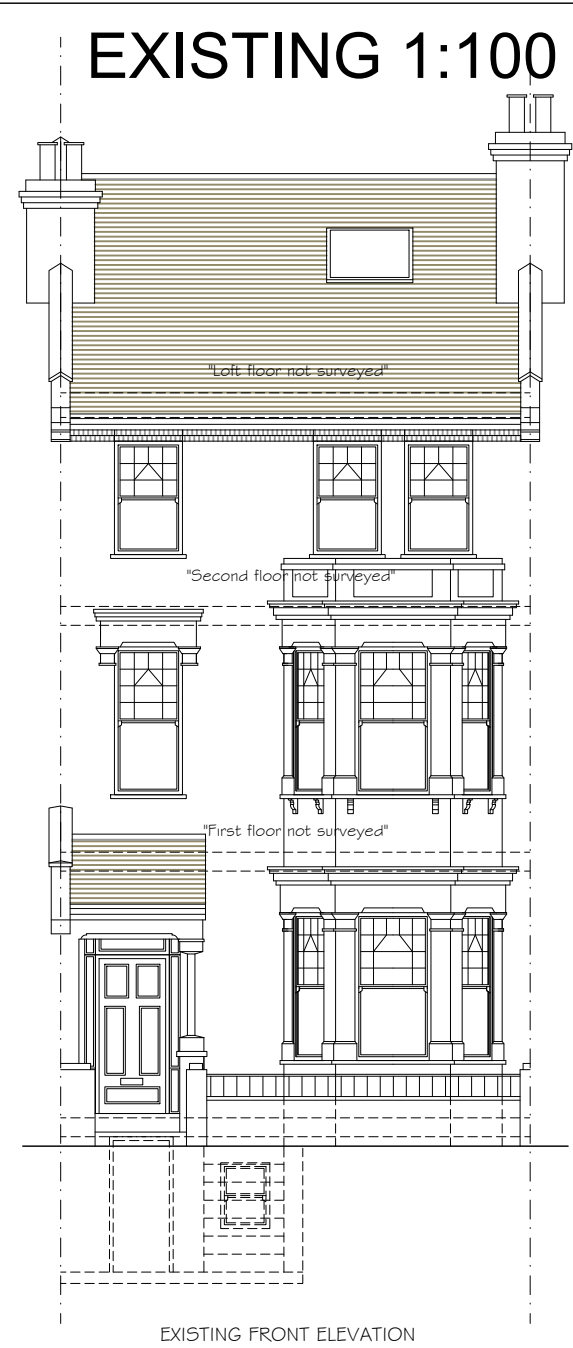 EXISTING 1:100
"Loft floor not surveyed"
"Second floor not surveyed"
"First floor not surveyed"
EXISTING FRONT ELEVATION